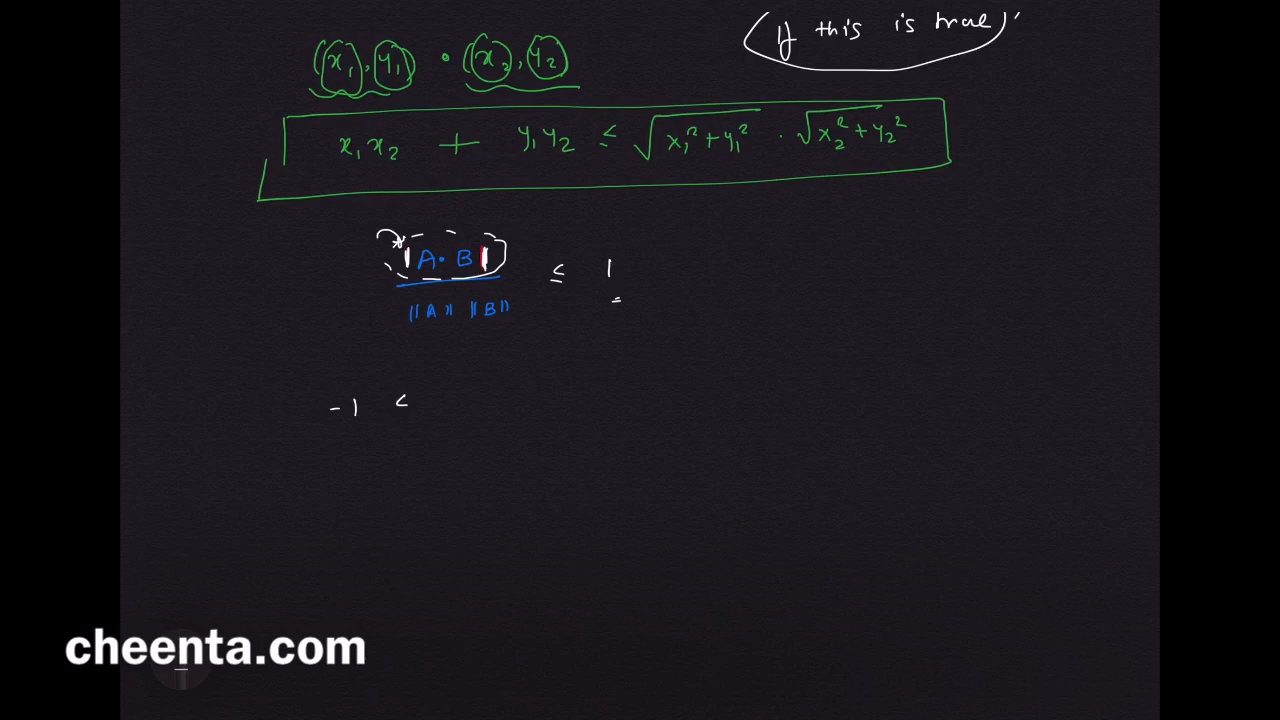 If this is true
(x₁, y₁) · (x₂, y₂)
x₁x₂ + y₁y₂ ≤ √(x₁²+y₁²) · √(x₂²+y₂²)
|A·B| / ‖A‖ ‖B‖ ≤ 1
-1 <
cheenta.com